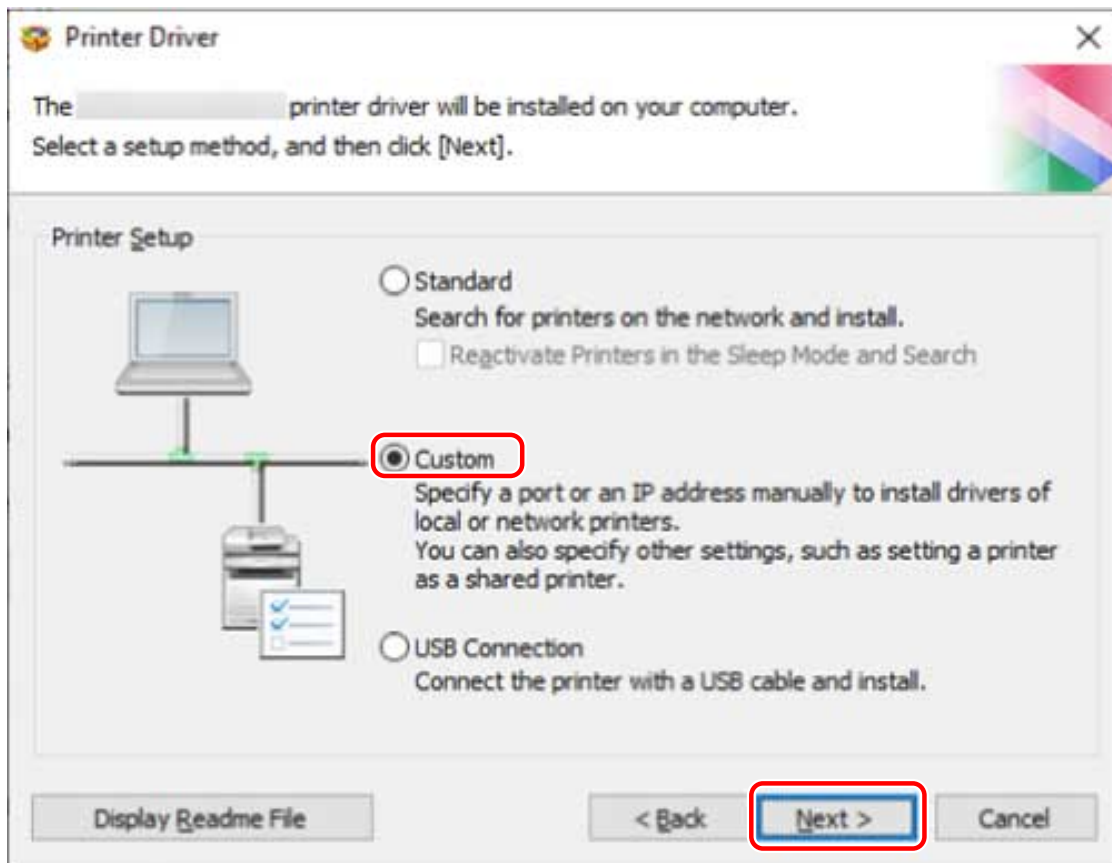 Printer Driver
The printer driver will be installed on your computer.
Select a setup method, and then click [Next].
Printer Setup
Standard
Search for printers on the network and install.
Reactivate Printers in the Sleep Mode and Search
Custom
Specify a port or an IP address manually to install drivers of
local or network printers.
You can also specify other settings, such as setting a printer
as a shared printer.
USB Connection
Connect the printer with a USB cable and install.
Display Readme File
< Back
Next >
Cancel